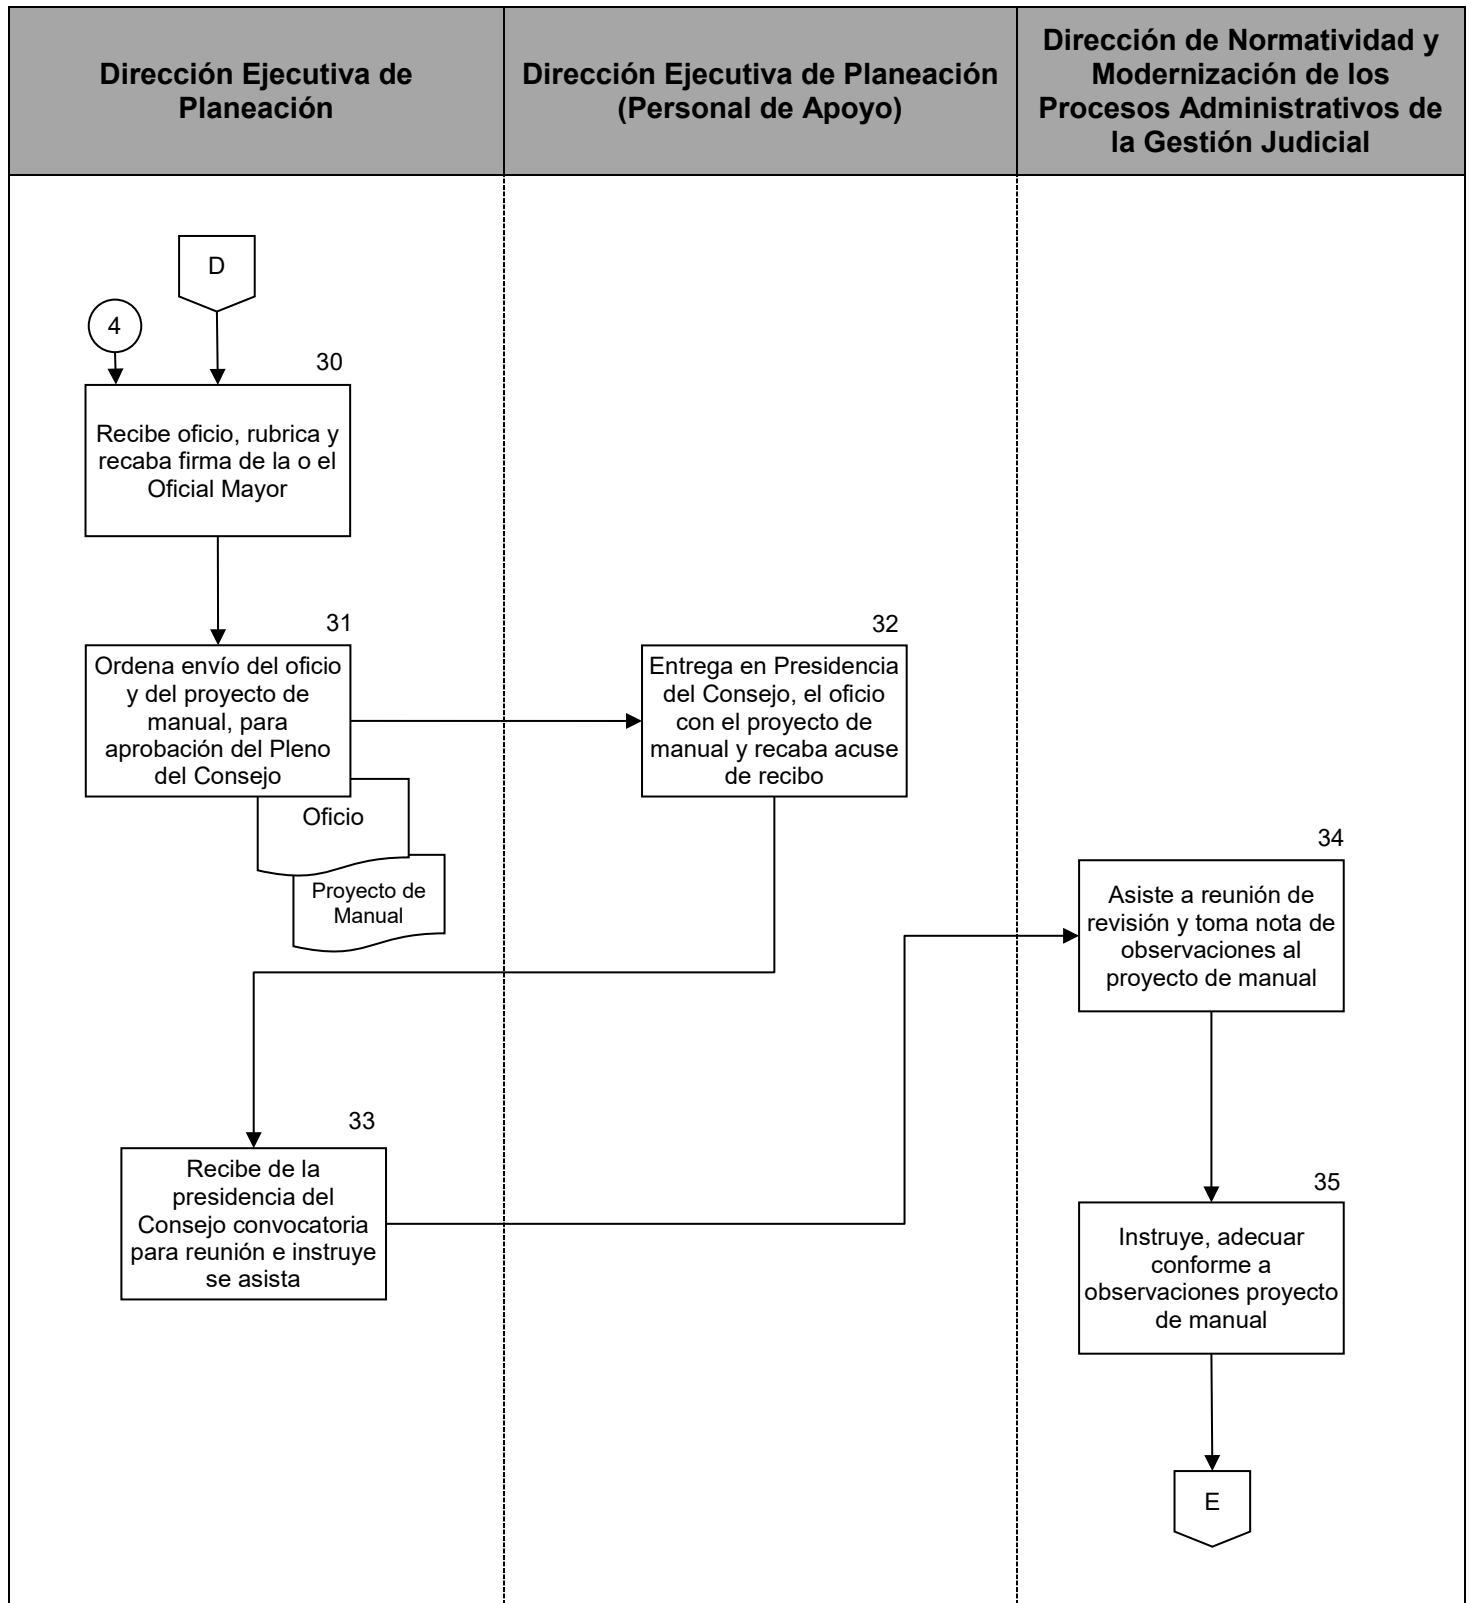 Dirección Ejecutiva de
Planeación
Dirección Ejecutiva de Planeación
(Personal de Apoyo)
Dirección de Normatividad y
Modernización de los
Procesos Administrativos de
la Gestión Judicial
D
4
30
Recibe oficio, rubrica y
recaba firma de la o el
Oficial Mayor
31
Ordena envío del oficio
y del proyecto de
manual, para
aprobación del Pleno
del Consejo
Oficio
Proyecto de
Manual
32
Entrega en Presidencia
del Consejo, el oficio
con el proyecto de
manual y recaba acuse
de recibo
33
Recibe de la
presidencia del
Consejo convocatoria
para reunión e instruye
se asista
34
Asiste a reunión de
revisión y toma nota de
observaciones al
proyecto de manual
35
Instruye, adecuar
conforme a
observaciones proyecto
de manual
E